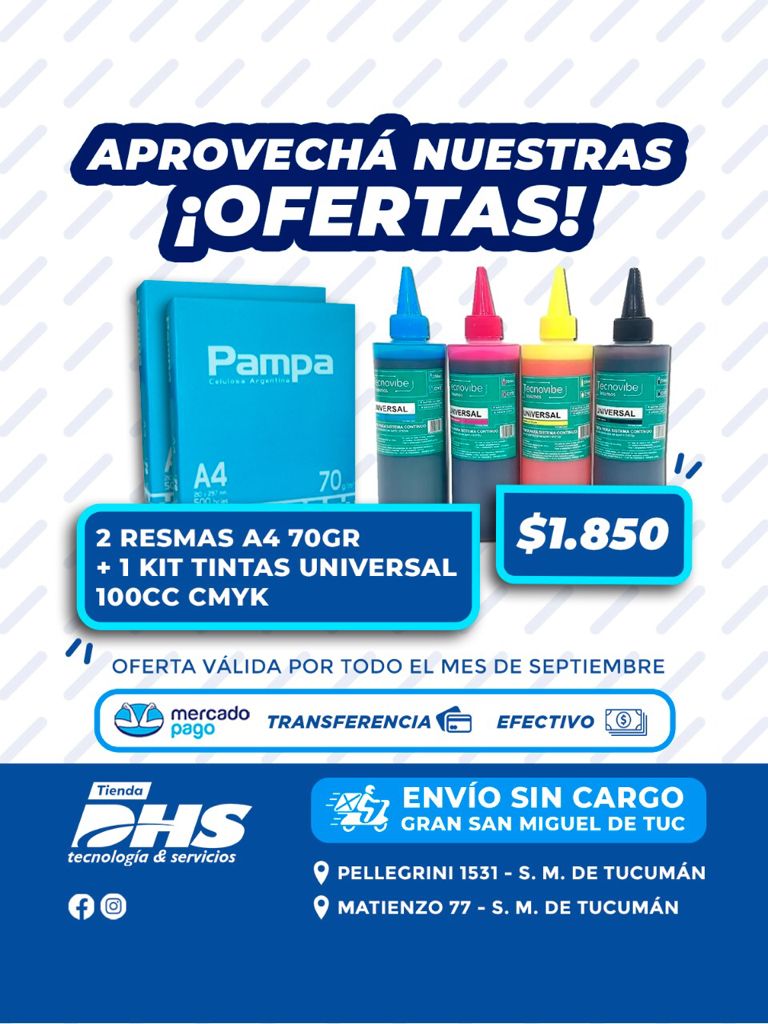 APROVECHÁ NUESTRAS
¡OFERTAS!
Pampa
Celulosa Argentina
A4
70
Tecnovibe
UNIVERSAL
Tecnovibe
Insumos
UNIVERSAL
Tecnovibe
Insumos
UNIVERSAL
Tecnovibe
Insumos
UNIVERSAL
2 RESMAS A4 70GR
+ 1 KIT TINTAS UNIVERSAL
100CC CMYK
$1.850
OFERTA VÁLIDA POR TODO EL MES DE SEPTIEMBRE
mercado
pago
TRANSFERENCIA
EFECTIVO
Tienda
DHS
tecnología & servicios
ENVÍO SIN CARGO
GRAN SAN MIGUEL DE TUC
PELLEGRINI 1531 - S. M. DE TUCUMÁN
MATIENZO 77 - S. M. DE TUCUMÁN